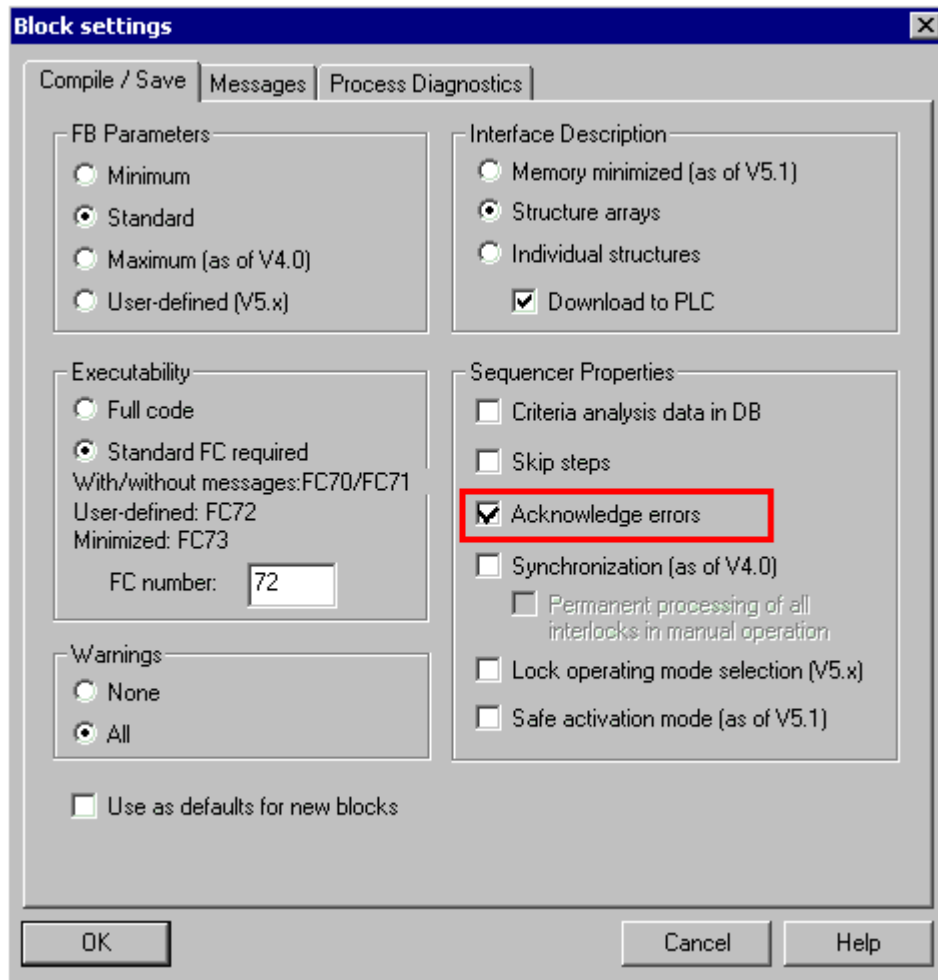 Block settings
Compile / Save
Messages
Process Diagnostics
FB Parameters
Minimum
Standard
Maximum (as of V4.0)
User-defined (V5.x)
Interface Description
Memory minimized (as of V5.1)
Structure arrays
Individual structures
Download to PLC
Executability
Full code
Standard FC required
With/without messages:FC70/FC71
User-defined: FC72
Minimized: FC73
FC number: 72
Sequencer Properties
Criteria analysis data in DB
Skip steps
Acknowledge errors
Synchronization (as of V4.0)
Permanent processing of all
interlocks in manual operation
Lock operating mode selection (V5.x)
Safe activation mode (as of V5.1)
Warnings
None
All
Use as defaults for new blocks
OK
Cancel
Help